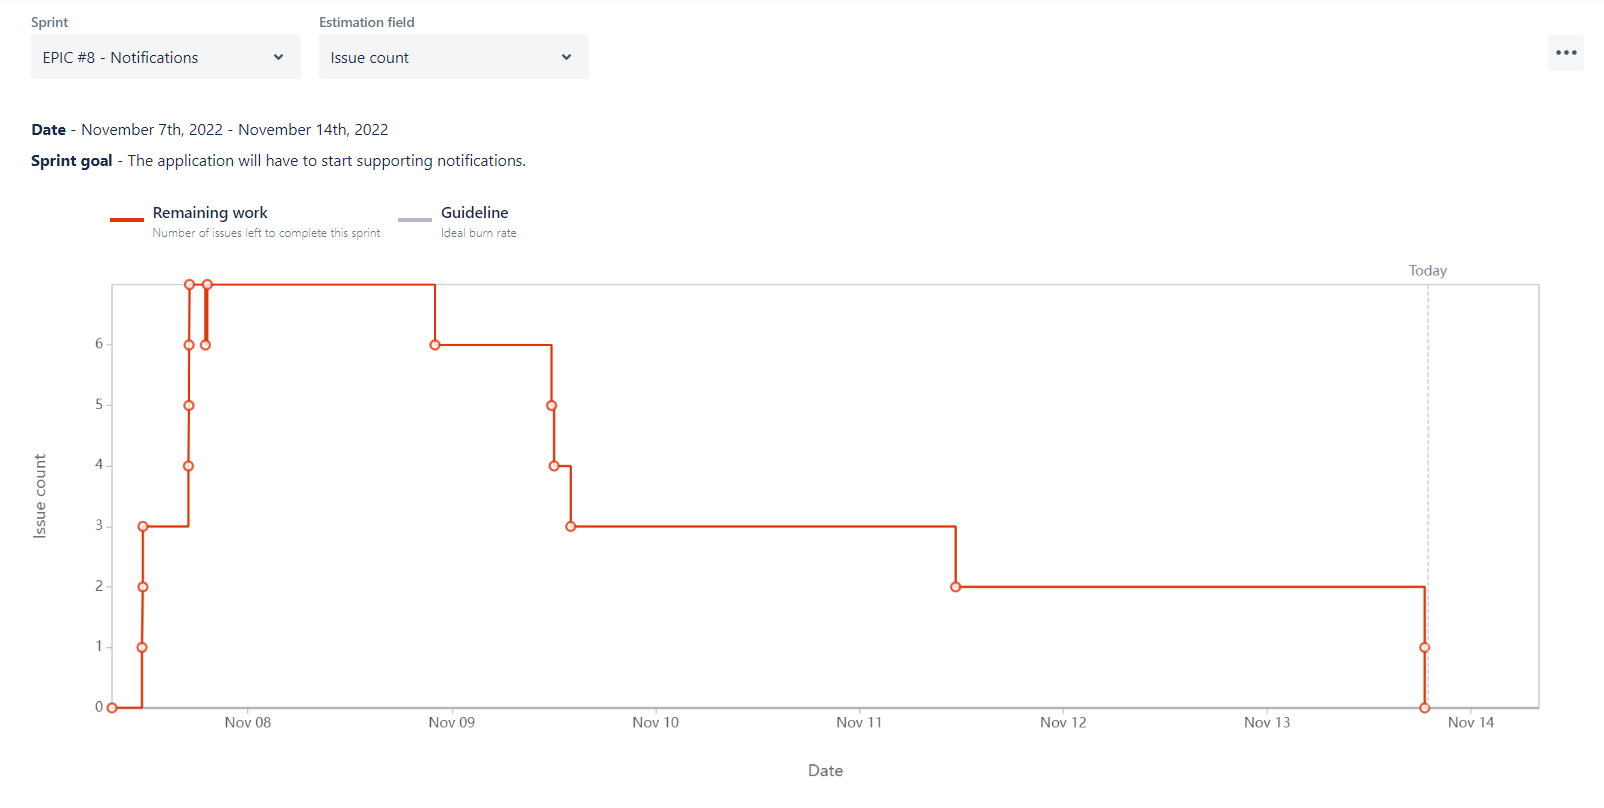 Sprint
Estimation field
EPIC #8 - Notifications
Issue count
Date - November 7th, 2022 - November 14th, 2022
Sprint goal - The application will have to start supporting notifications.
Remaining work
Number of issues left to complete this sprint
Guideline
Ideal burn rate
Today
6
5
4
3
2
1
0
Issue count
Nov 08
Nov 09
Nov 10
Nov 11
Nov 12
Nov 13
Nov 14
Date